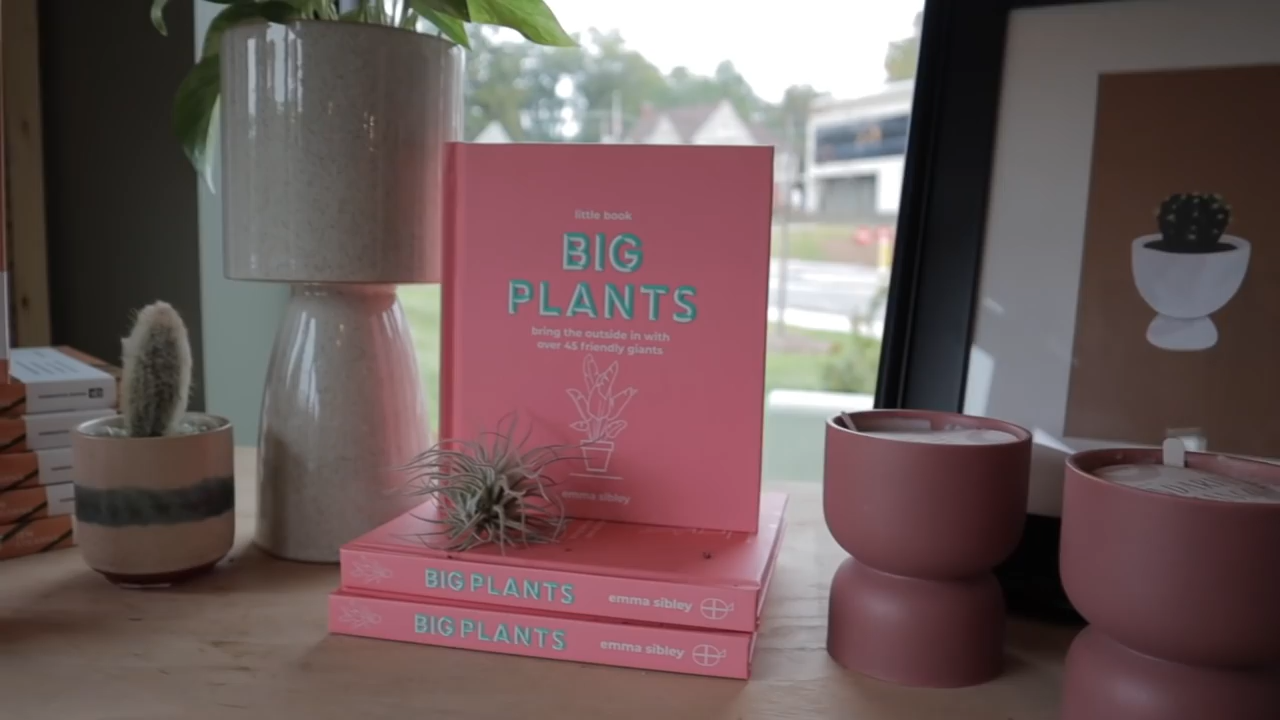 little book
BIG
PLANTS
bring the outside in with
over 45 friendly giants
emma sibley
BIG PLANTS emma sibley
BIG PLANTS emma sibley